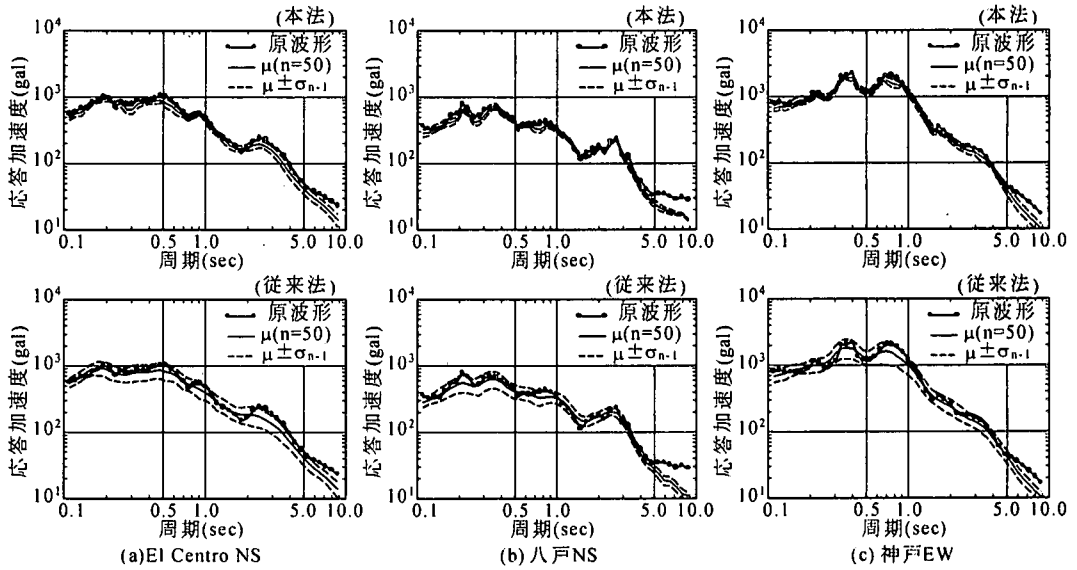 (本法)
10⁴
10³
10²
10¹
応答加速度(gal)
原波形
μ(n=50)
μ±σn-1
0.1 0.5 1.0 5.0 10.0
周期(sec)
(本法)
10⁴
10³
10²
10¹
応答加速度(gal)
原波形
μ(n=50)
μ±σn-1
0.1 0.5 1.0 5.0 10.0
周期(sec)
(本法)
10⁴
10³
10²
10¹
応答加速度(gal)
原波形
μ(n=50)
μ±σn-1
0.1 0.5 1.0 5.0 10.0
周期(sec)
(従来法)
10⁴
10³
10²
10¹
応答加速度(gal)
原波形
μ(n=50)
μ±σn-1
0.1 0.5 1.0 5.0 10.0
周期(sec)
(a)El Centro NS
(従来法)
10⁴
10³
10²
10¹
応答加速度(gal)
原波形
μ(n=50)
μ±σn-1
0.1 0.5 1.0 5.0 10.0
周期(sec)
(b)八戸NS
(従来法)
10⁴
10³
10²
10¹
応答加速度(gal)
原波形
μ(n=50)
μ±σn-1
0.1 0.5 1.0 5.0 10.0
周期(sec)
(c) 神戸EW